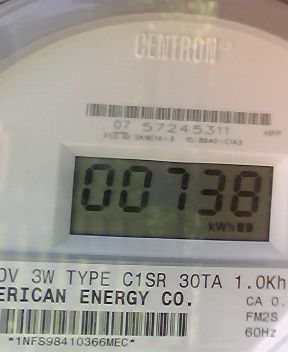 CENTRON®
07 57245311
HPP
00738
kWh
0V 3W TYPE C1SR 30TA 1.0Kh
ERICAN ENERGY CO.
CA 0.
FM2S
60Hz
*1NFS98410366MEC*